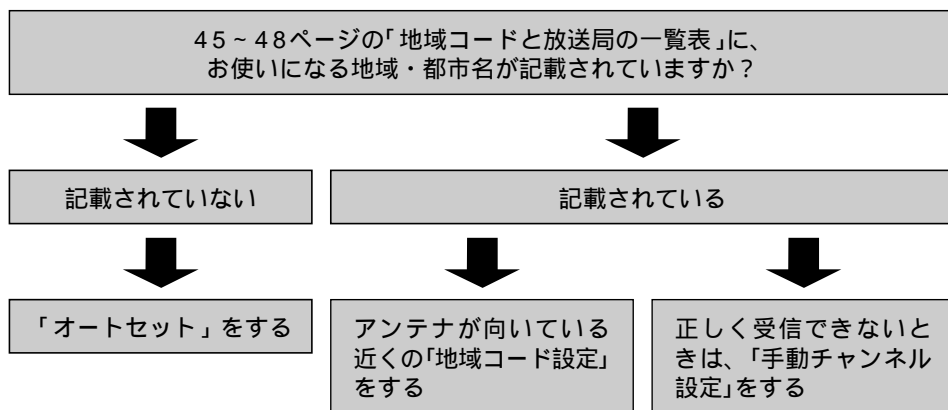 45~48ページの「地域コードと放送局の一覧表」に、
お使いになる地域・都市名が記載されていますか？
記載されていない
記載されている
「オートセット」をする
アンテナが向いている
近くの「地域コード設定」
をする
正しく受信できないと
きは、「手動チャンネル
設定」をする